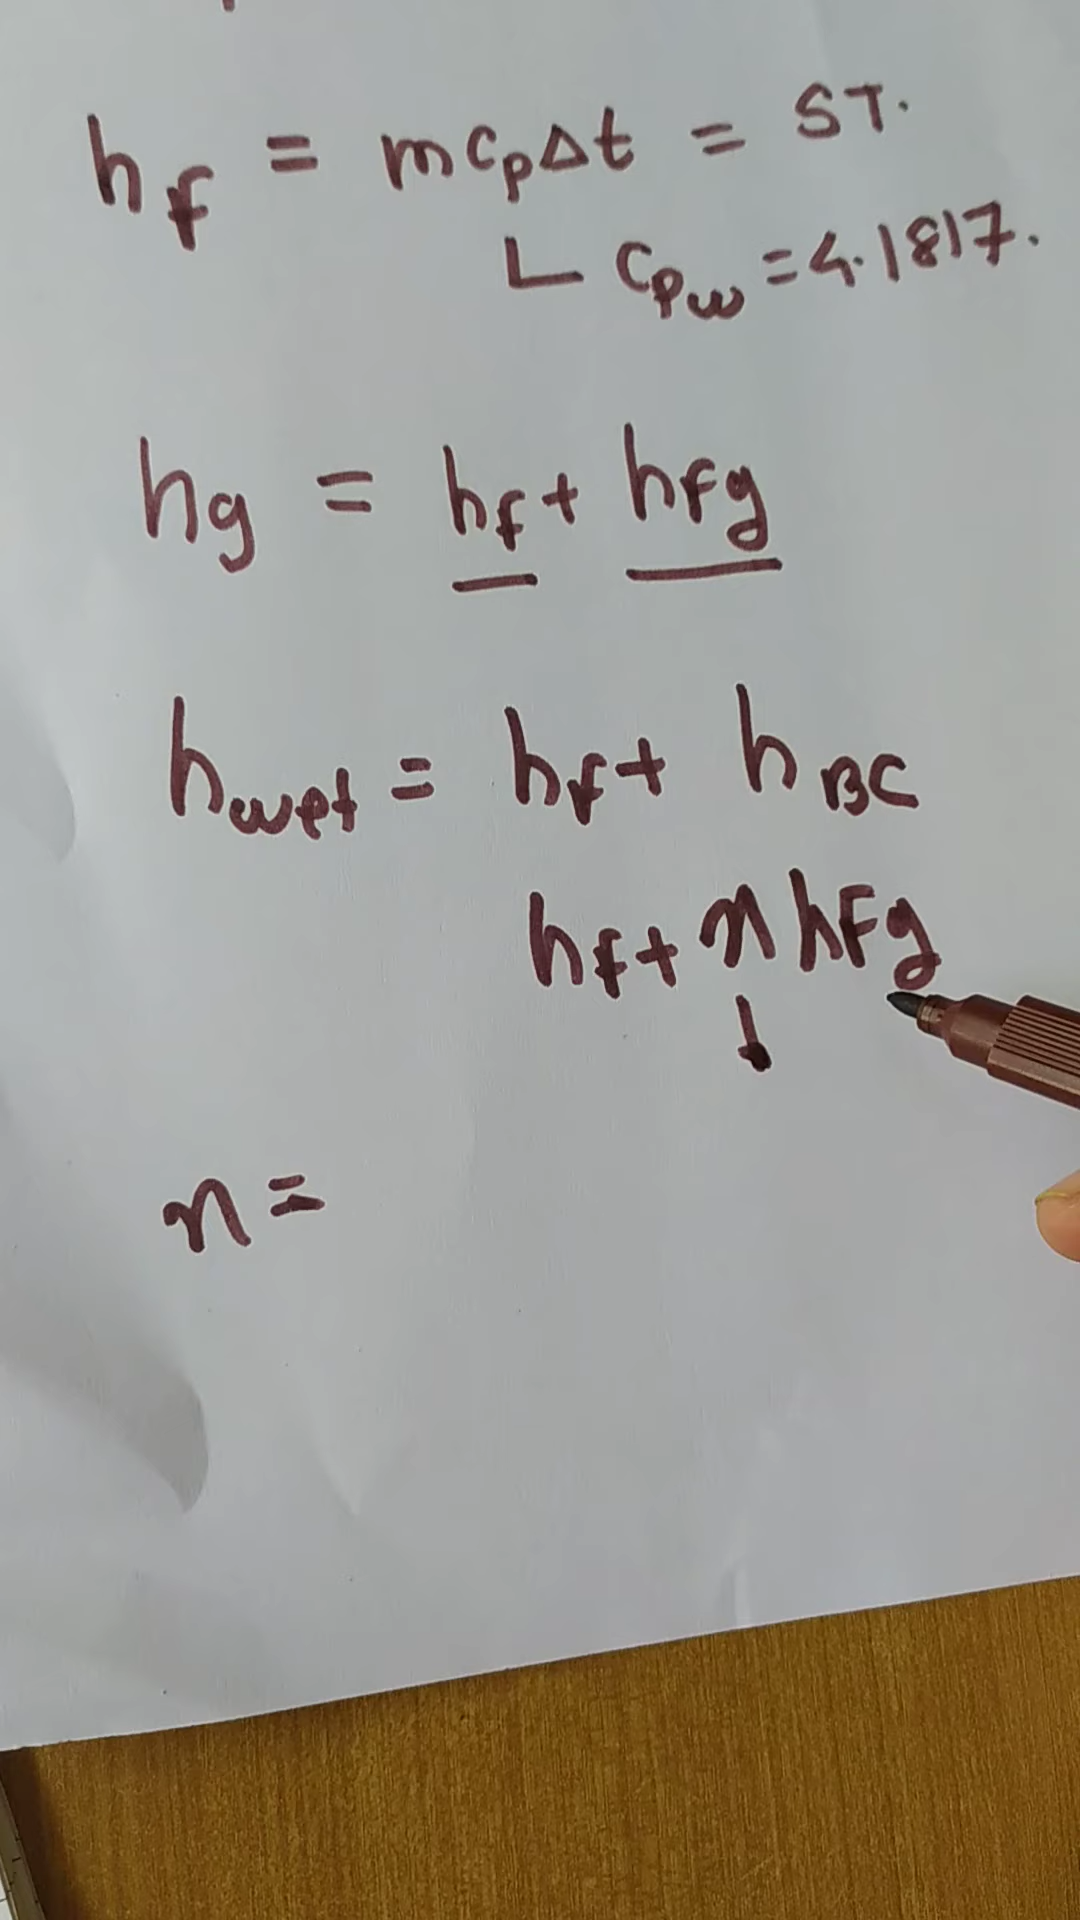 hf = mCpΔt = ST.
∟ Cpw = 4.1817.
hg = hf + hfg
hwet = hf + hBC
hf + x hfg
↓
x =